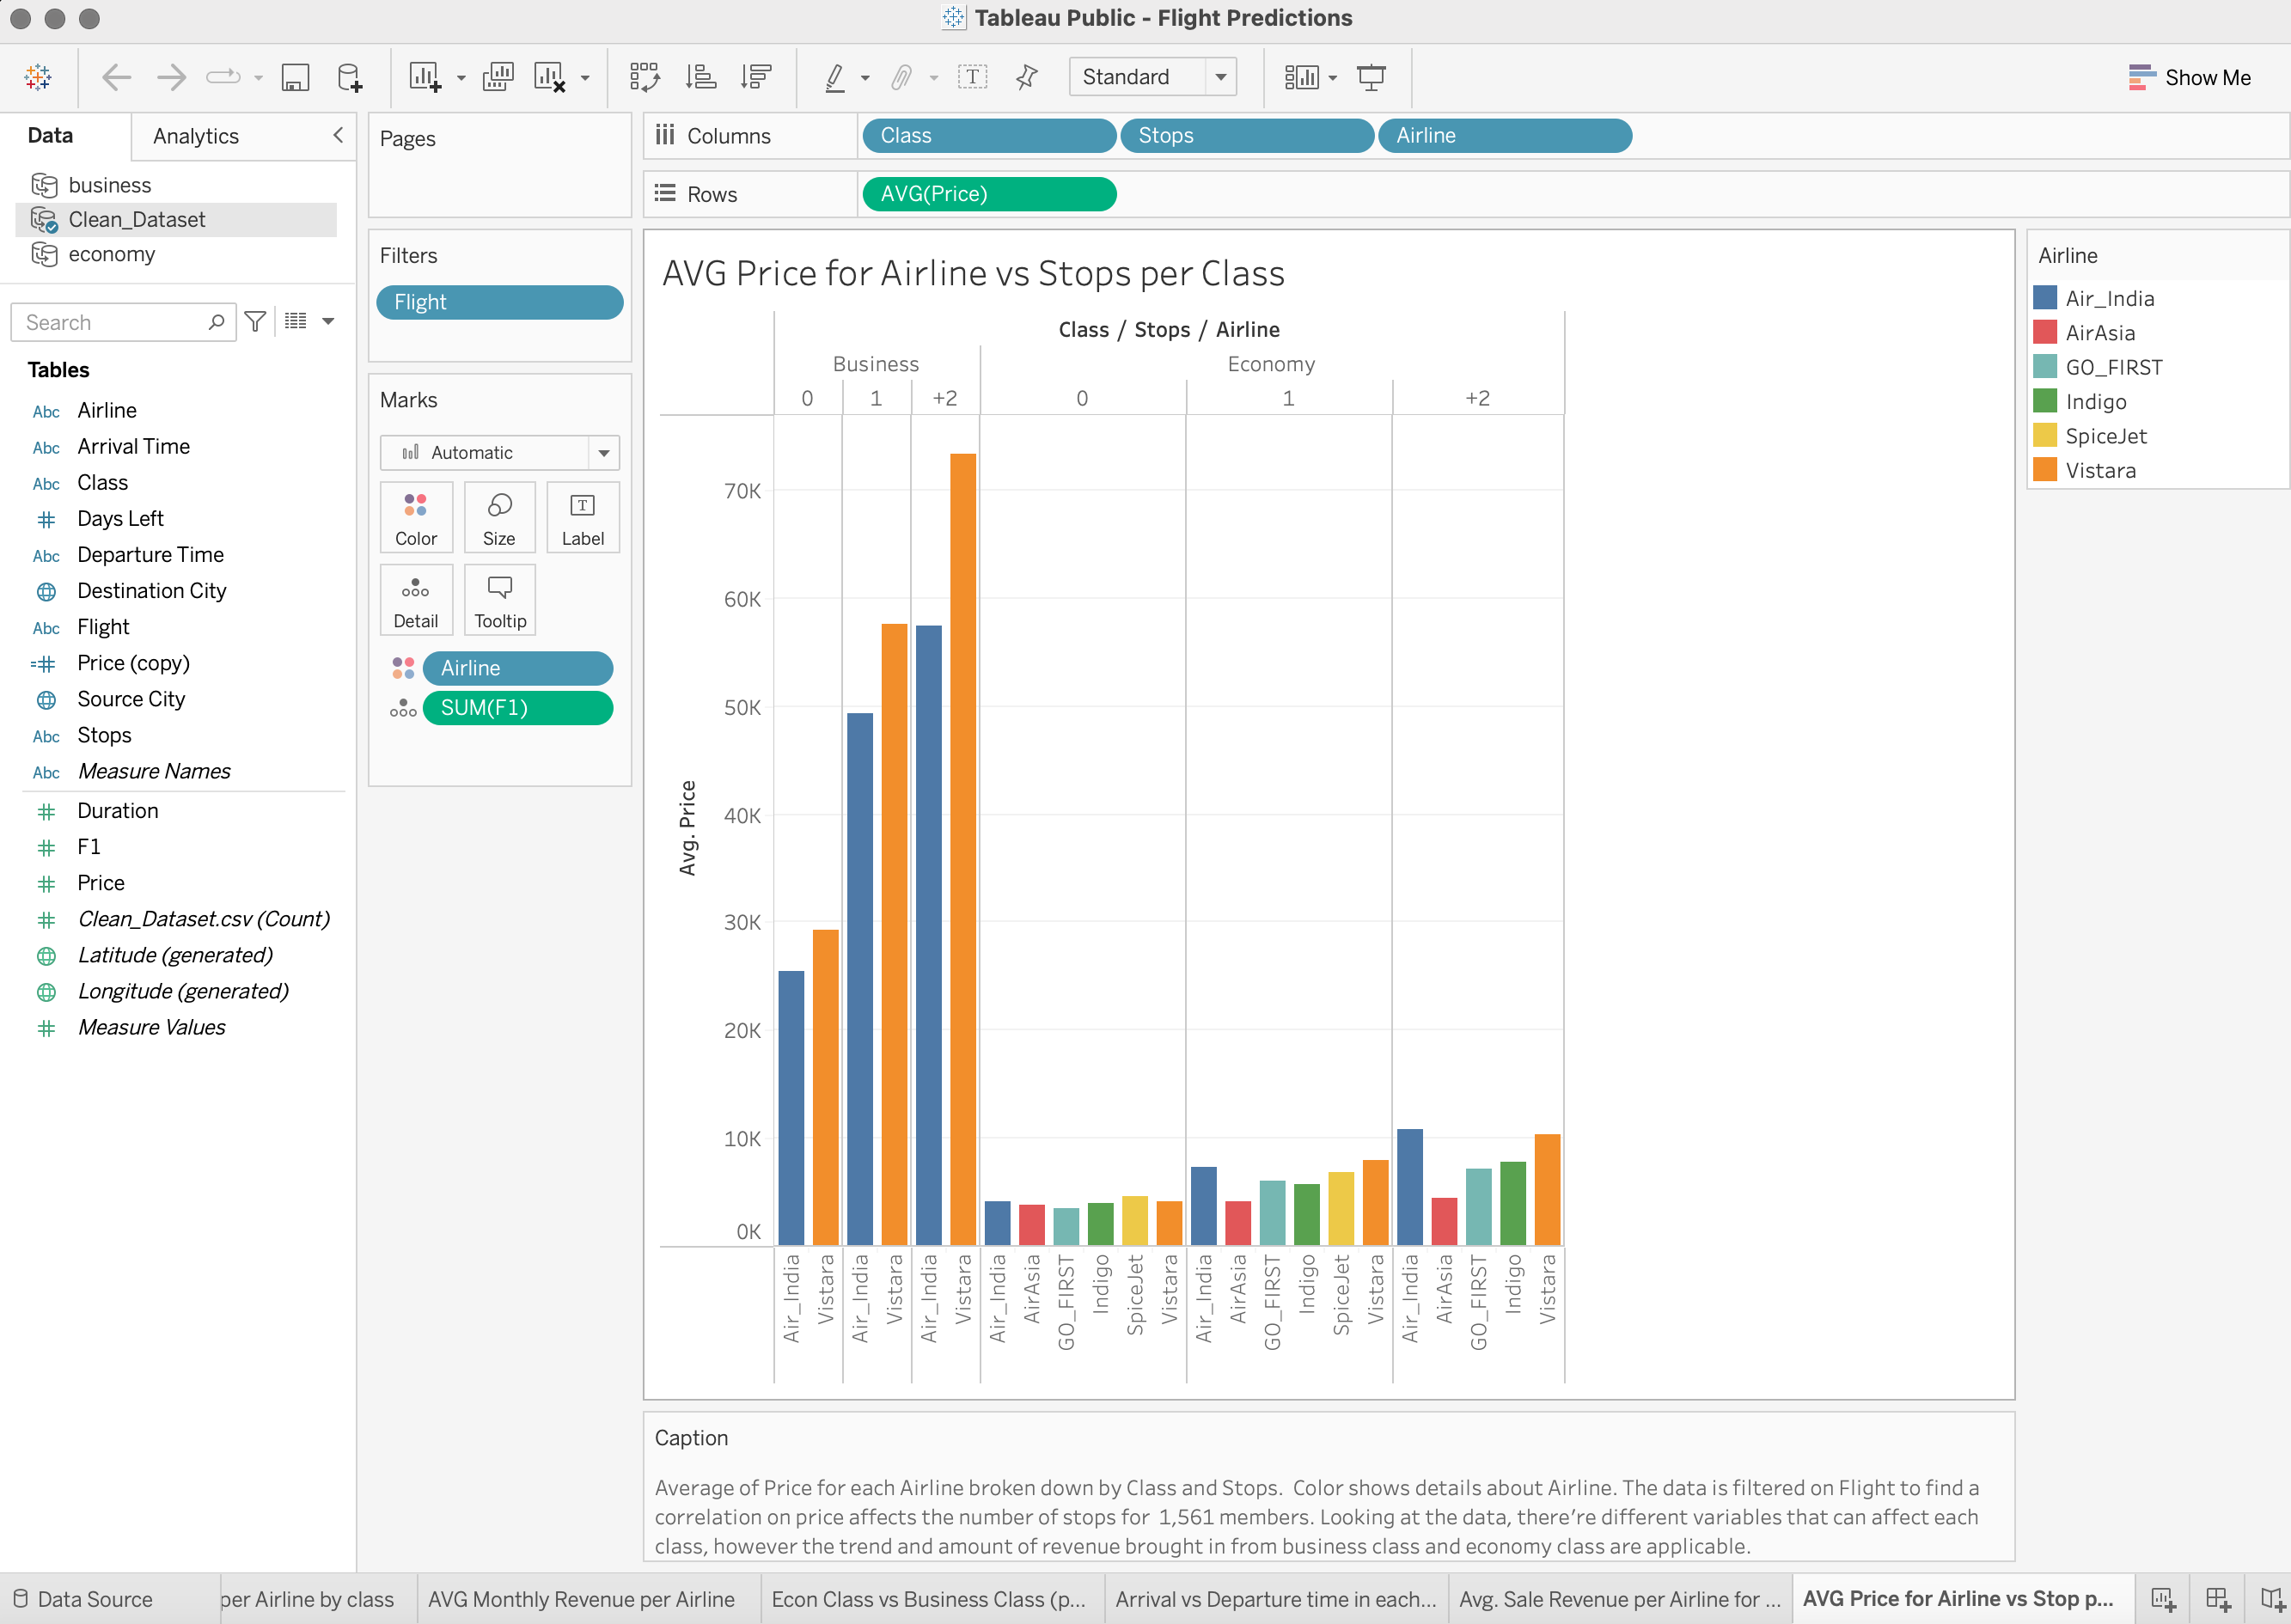 Tableau Public - Flight Predictions
Standard
Show Me
Data
Analytics
business
Clean_Dataset
economy
Search
Tables
Abc Airline
Abc Arrival Time
Abc Class
Days Left
Abc Departure Time
Destination City
Abc Flight
Price (copy)
Source City
Abc Stops
Abc Measure Names
Duration
F1
Price
Clean_Dataset.csv (Count)
Latitude (generated)
Longitude (generated)
Measure Values
Pages
Filters
Flight
Marks
Automatic
Color
Size
Label
Detail
Tooltip
Airline
SUM(F1)
Columns
Class
Stops
Airline
Rows
AVG(Price)
AVG Price for Airline vs Stops per Class
Class / Stops / Airline
Business
Economy
0
1
+2
0
1
+2
Avg. Price
70K
60K
50K
40K
30K
20K
10K
0K
Air_India
Vistara
Air_India
Vistara
Air_India
Vistara
Air_India
AirAsia
GO_FIRST
Indigo
SpiceJet
Vistara
Air_India
AirAsia
GO_FIRST
Indigo
SpiceJet
Vistara
Air_India
AirAsia
GO_FIRST
Indigo
Vistara
Airline
Air_India
AirAsia
GO_FIRST
Indigo
SpiceJet
Vistara
Caption
Average of Price for each Airline broken down by Class and Stops.  Color shows details about Airline. The data is filtered on Flight to find a
correlation on price affects the number of stops for  1,561 members. Looking at the data, there're different variables that can affect each
class, however the trend and amount of revenue brought in from business class and economy class are applicable.
Data Source
per Airline by class
AVG Monthly Revenue per Airline
Econ Class vs Business Class (p...
Arrival vs Departure time in each...
Avg. Sale Revenue per Airline for ...
AVG Price for Airline vs Stop p...